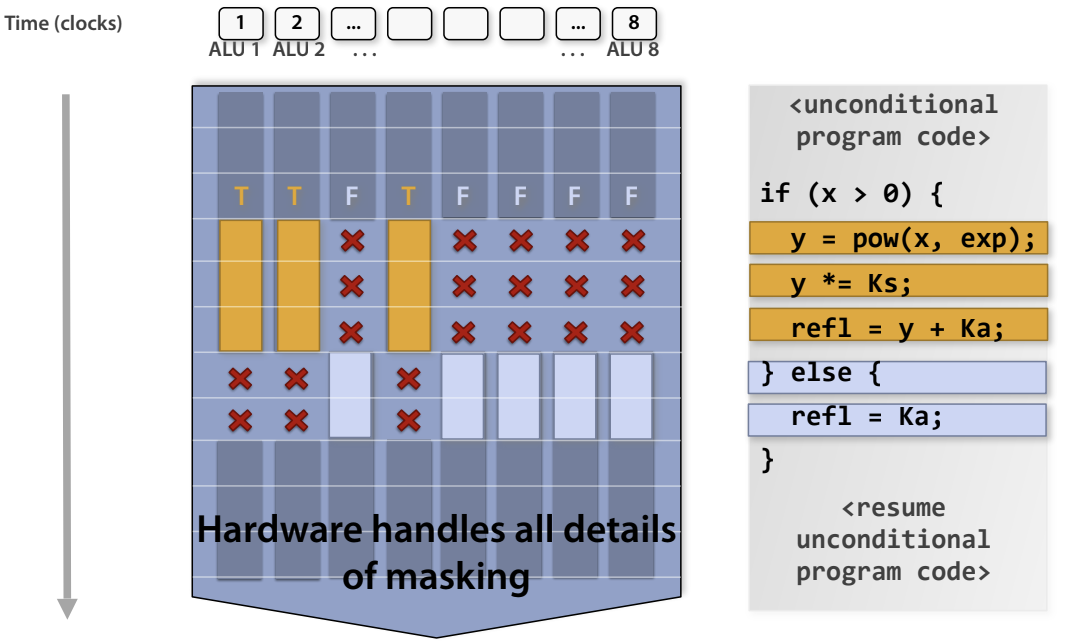 Time (clocks)
1 2 ... ... 8
ALU 1 ALU 2 . . . . . . ALU 8
T T F T F F F F
Hardware handles all details
of masking
<unconditional
program code>
if (x > 0) {
y = pow(x, exp);
y *= Ks;
refl = y + Ka;
} else {
refl = Ka;
}
<resume
unconditional
program code>